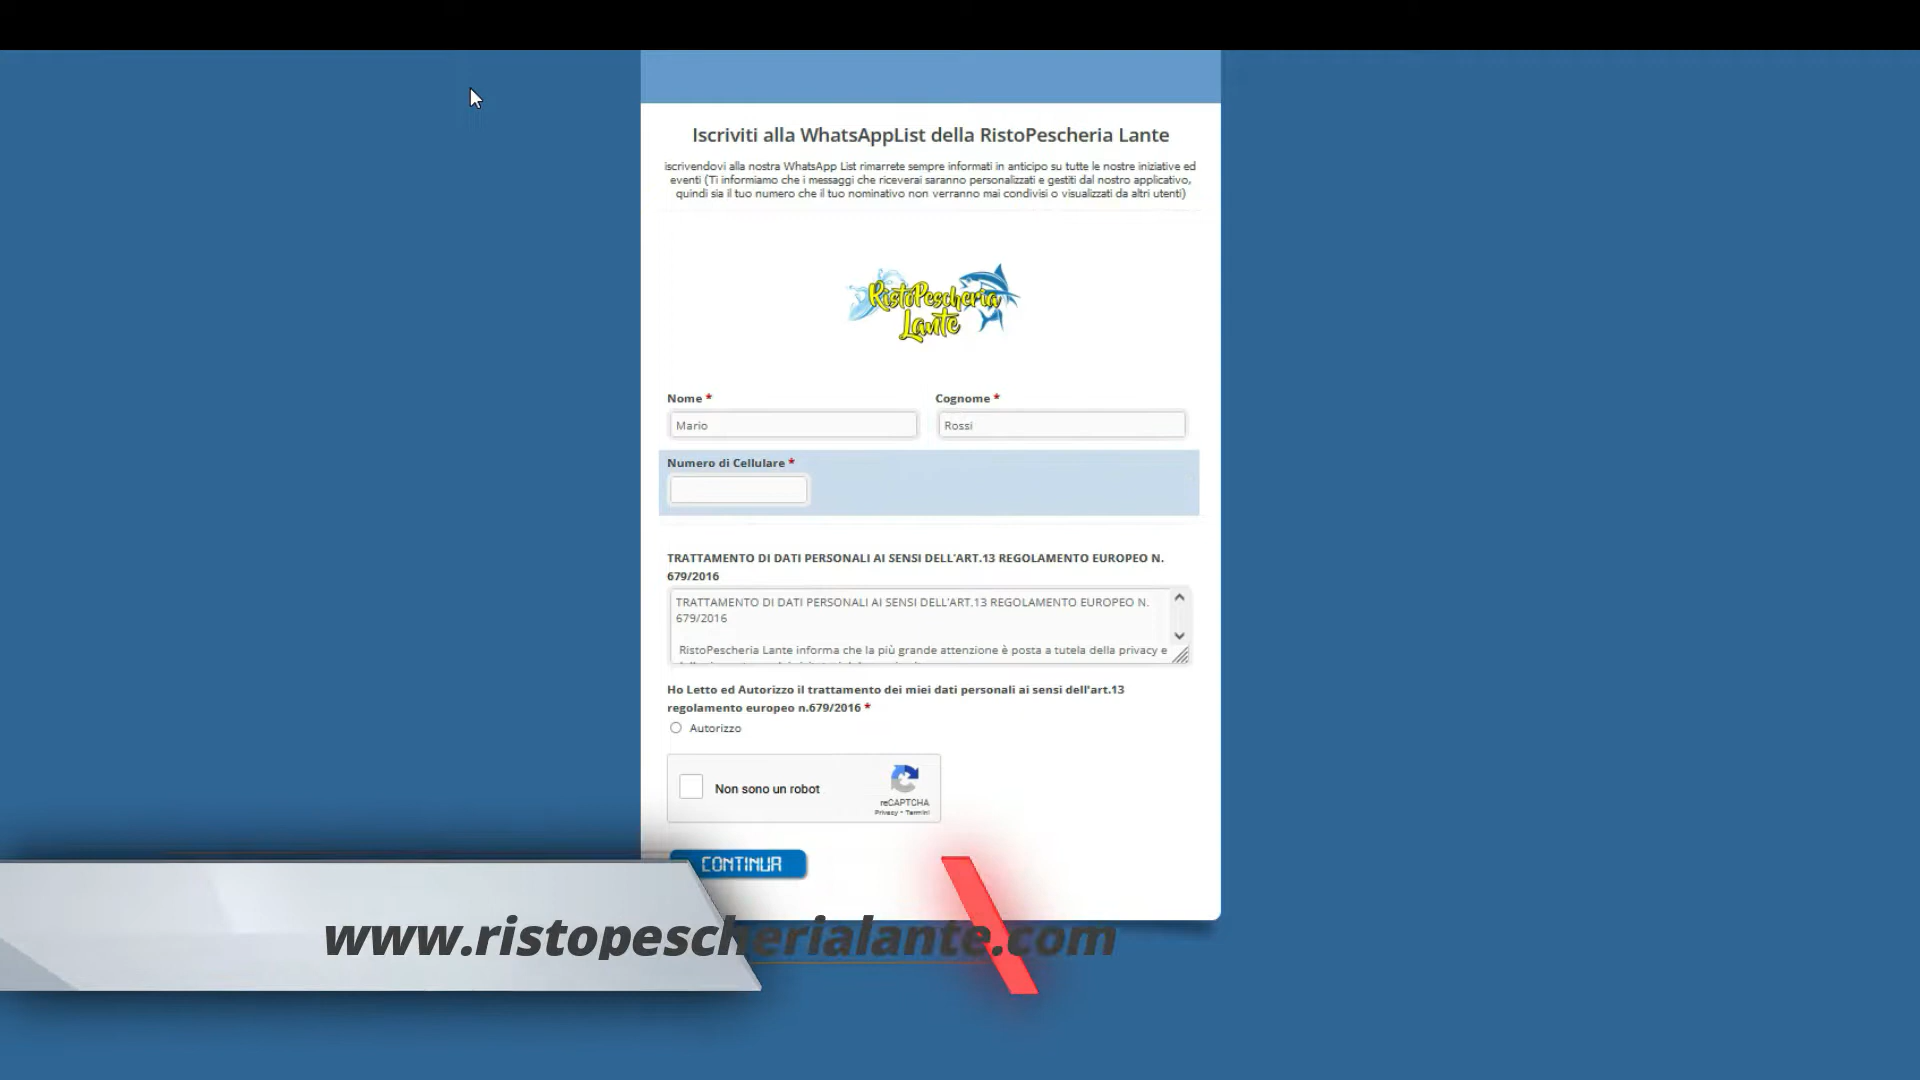 Iscriviti alla WhatsAppList della RistoPescheria Lante
iscrivendovi alla nostra WhatsApp List rimarrete sempre informati in anticipo su tutte le nostre iniziative ed
eventi (Ti informiamo che i messaggi che riceverai saranno personalizzati e gestiti dal nostro applicativo,
quindi sia il tuo numero che il tuo nominativo non verranno mai condivisi o visualizzati da altri utenti)
RistoPescheria
Lante
Nome *
Cognome *
Mario
Rossi
Numero di Cellulare *
TRATTAMENTO DI DATI PERSONALI AI SENSI DELL'ART.13 REGOLAMENTO EUROPEO N.
679/2016
TRATTAMENTO DI DATI PERSONALI AI SENSI DELL'ART.13 REGOLAMENTO EUROPEO N.
679/2016
RistoPescheria Lante informa che la più grande attenzione è posta a tutela della privacy e
Ho Letto ed Autorizzo il trattamento dei miei dati personali ai sensi dell'art.13
regolamento europeo n.679/2016 *
Autorizzo
Non sono un robot
reCAPTCHA
Privacy - Termini
CONTINUA
www.ristopescherialante.com